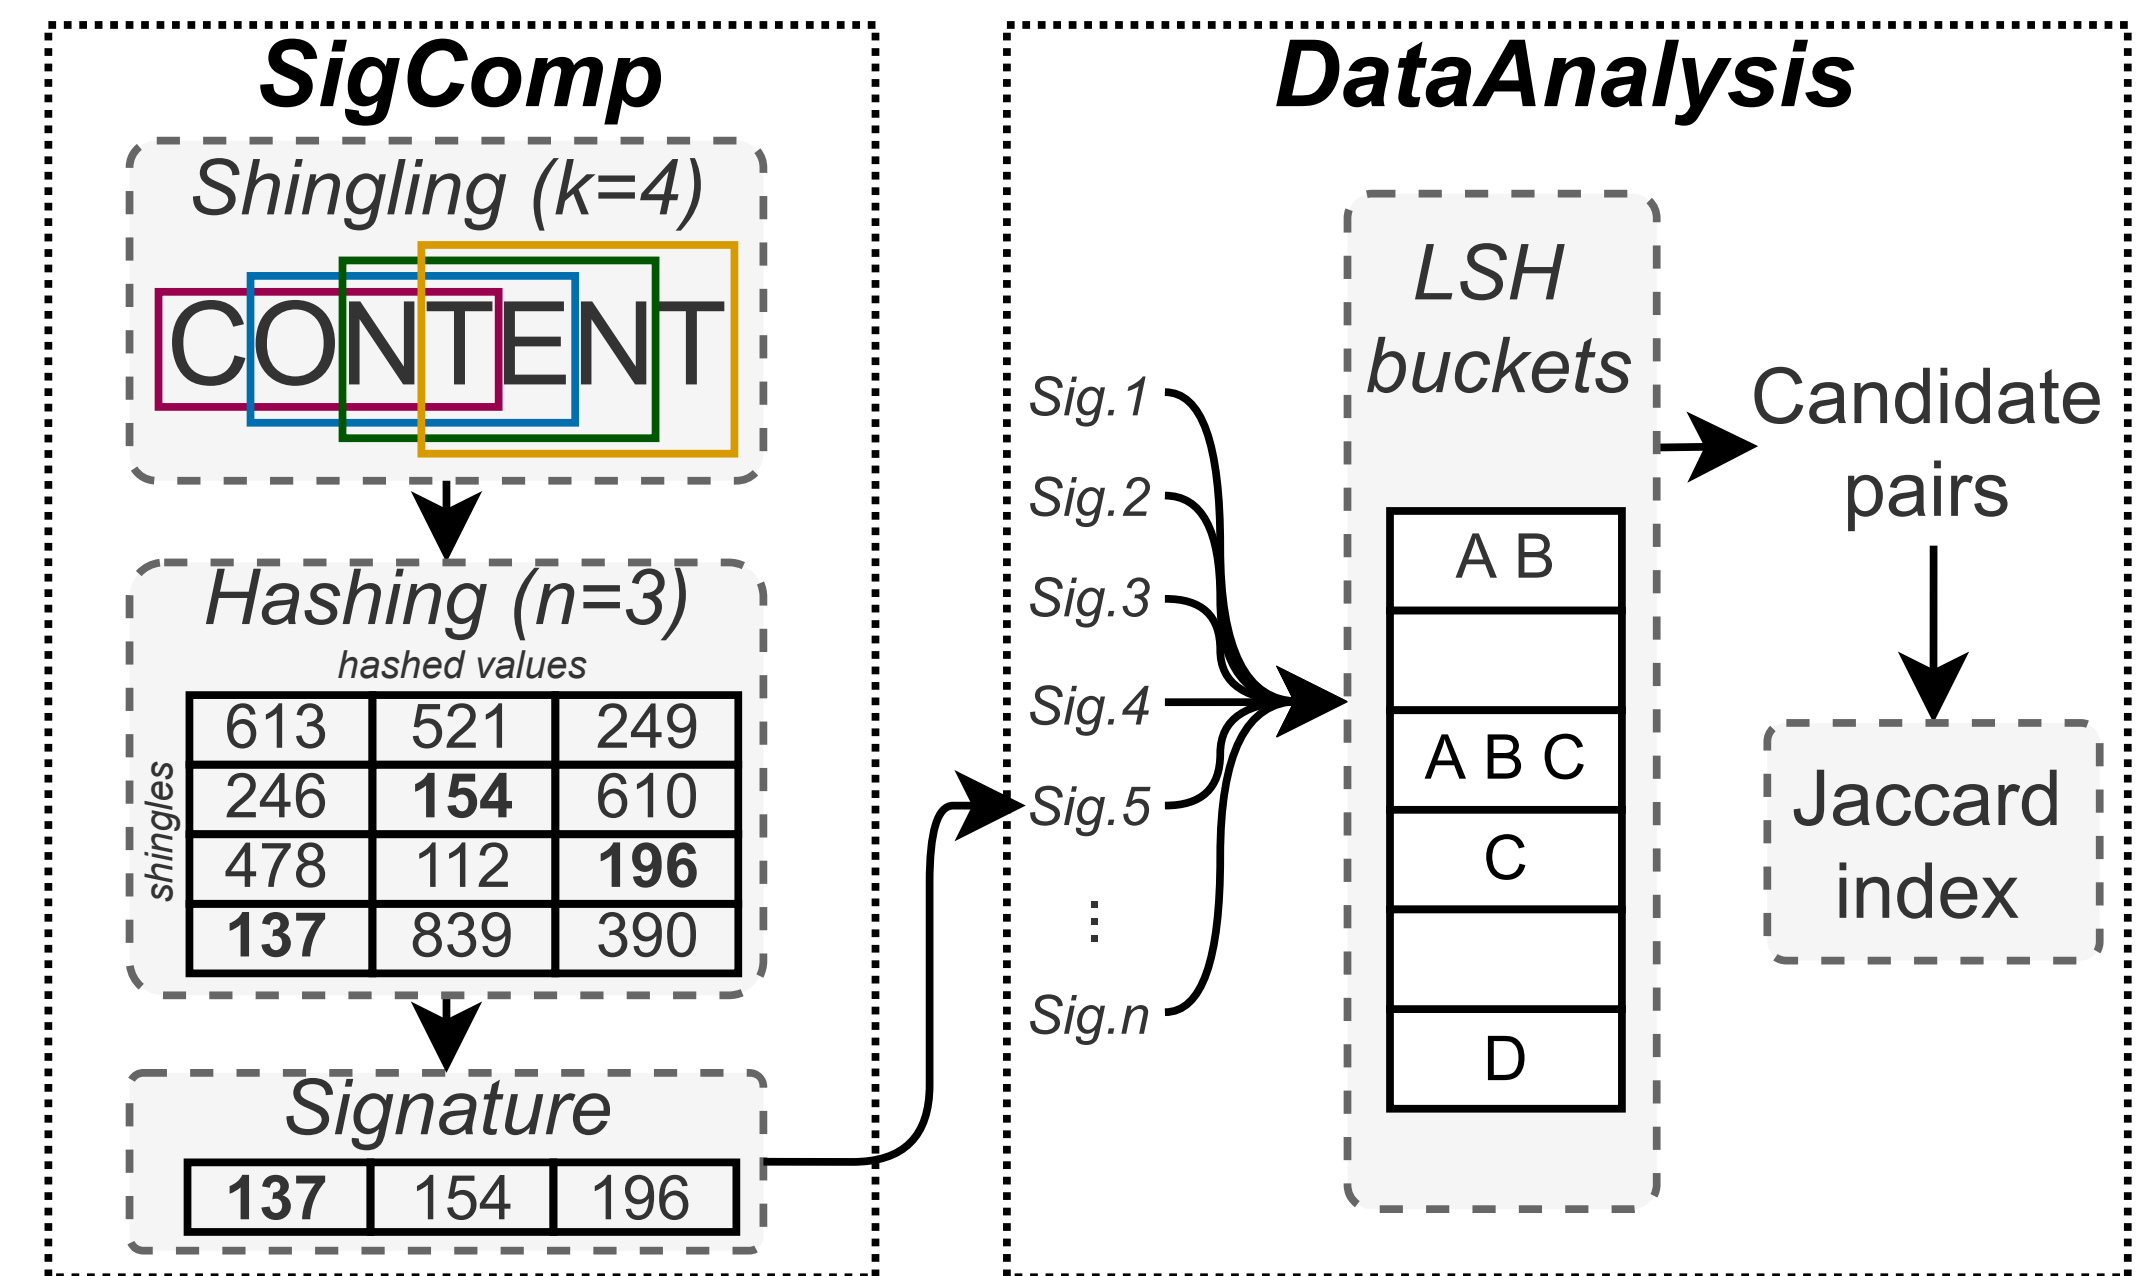 SigComp
Shingling (k=4)
CONTENT
Hashing (n=3)
hashed values
shingles
613 521 249
246 154 610
478 112 196
137 839 390
Signature
137 154 196
DataAnalysis
Sig.1
Sig.2
Sig.3
Sig.4
Sig.5
...
Sig.n
LSH
buckets
A B
A B C
C
D
Candidate
pairs
Jaccard
index